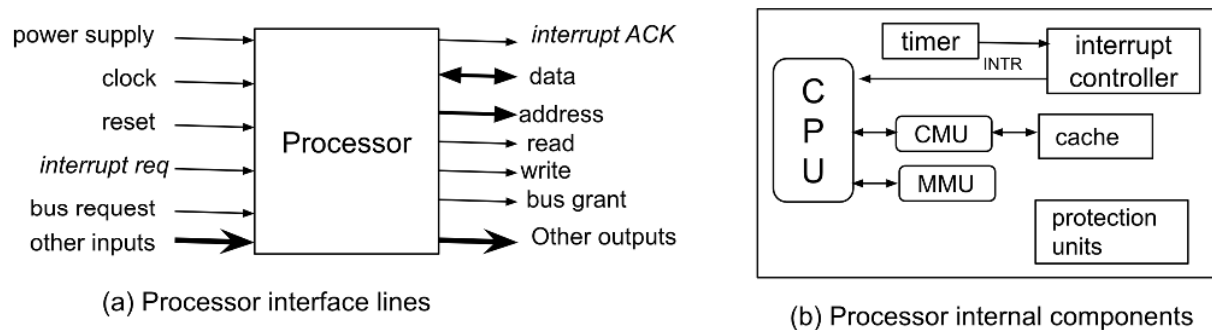 power supply
clock
reset
interrupt req
bus request
other inputs
Processor
interrupt ACK
data
address
read
write
bus grant
Other outputs
(a) Processor interface lines
timer
interrupt
controller
INTR
C
P
U
CMU
cache
MMU
protection
units
(b) Processor internal components